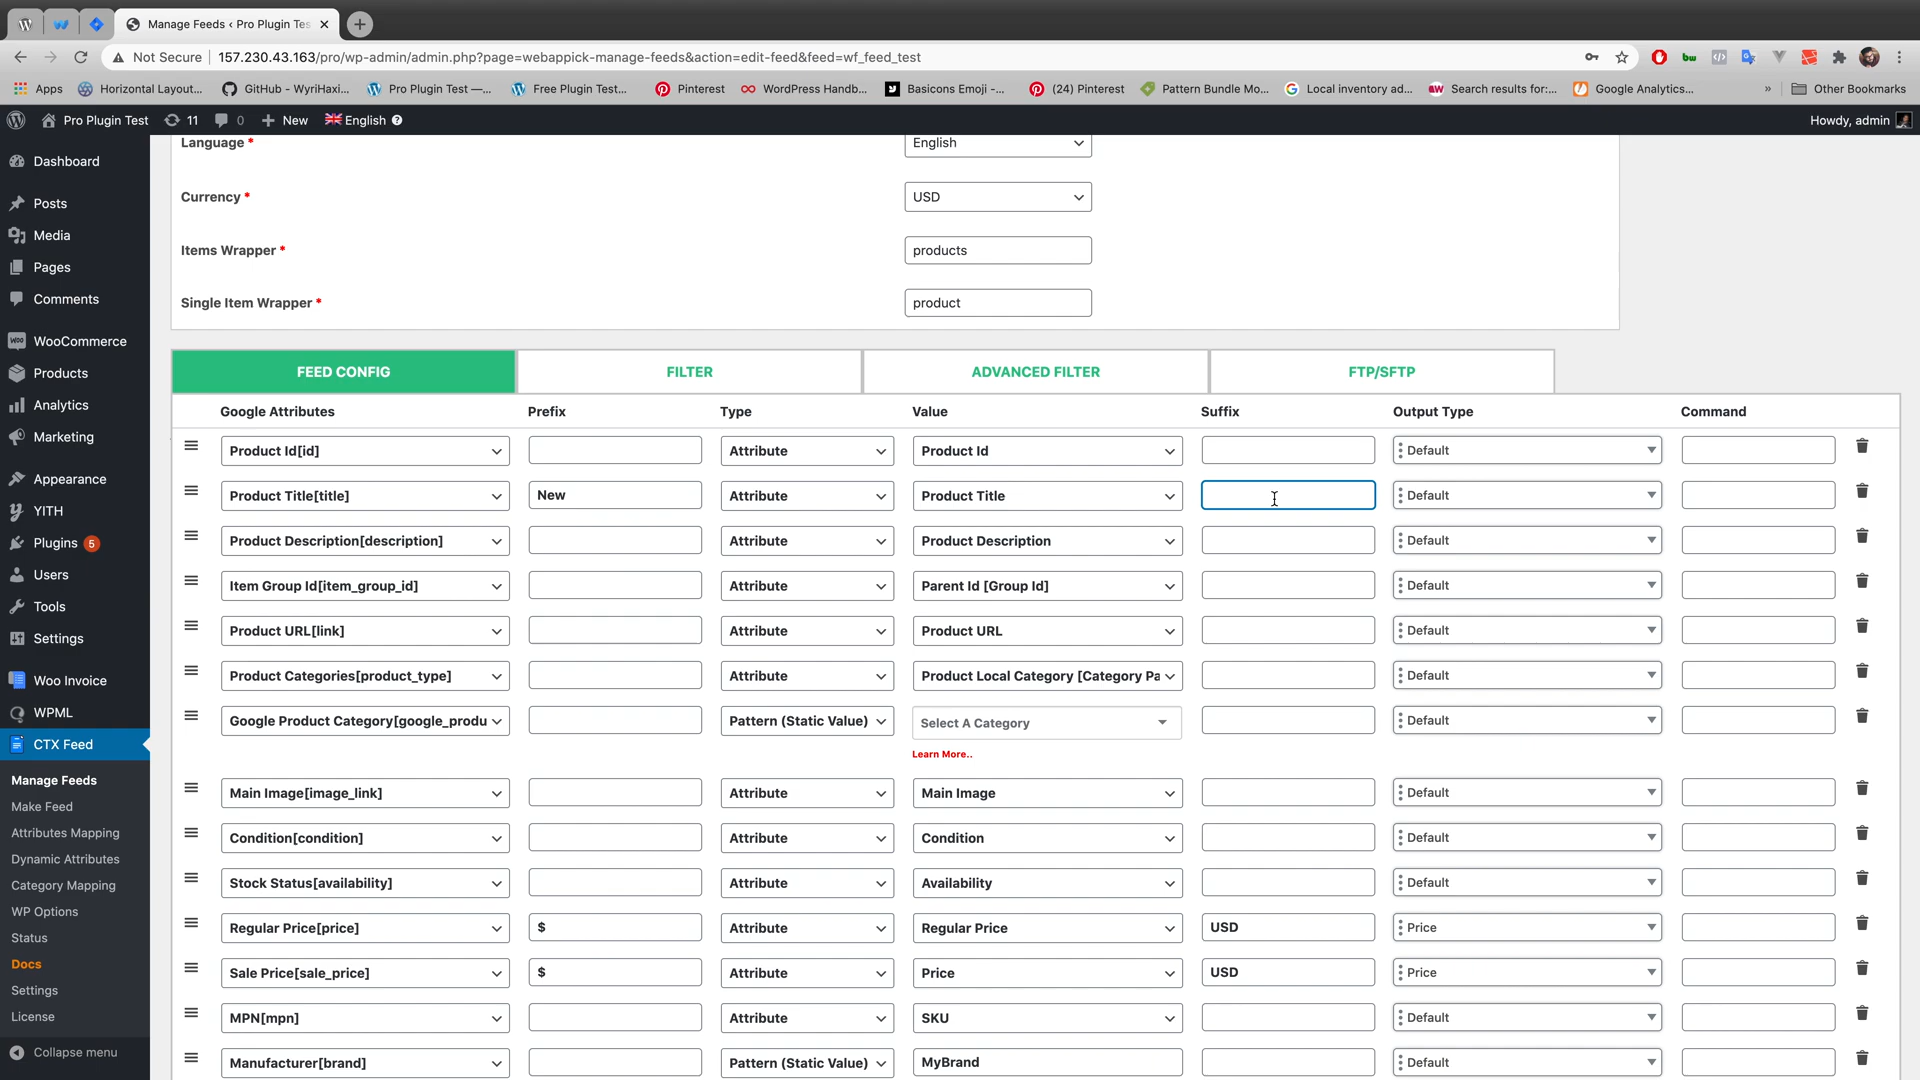 Manage Feeds ‹ Pro Plugin Tes
Not Secure
157.230.43.163/pro/wp-admin/admin.php?page=webappick-manage-feeds&action=edit-feed&feed=wf_feed_test
Apps
Horizontal Layout...
GitHub - WyriHaxi...
Pro Plugin Test —...
Free Plugin Test...
Pinterest
WordPress Handb...
Basicons Emoji -...
(24) Pinterest
Pattern Bundle Mo...
Local inventory ad...
Search results for:...
Google Analytics...
»
Other Bookmarks
Pro Plugin Test
11
0
New
English
Howdy, admin
Dashboard
Posts
Media
Pages
Comments
WooCommerce
Products
Analytics
Marketing
Appearance
YITH
Plugins 5
Users
Tools
Settings
Woo Invoice
WPML
CTX Feed
Manage Feeds
Make Feed
Attributes Mapping
Dynamic Attributes
Category Mapping
WP Options
Status
Docs
Settings
License
Collapse menu
Language * English
Currency * USD
Items Wrapper * products
Single Item Wrapper * product
FEED CONFIG FILTER ADVANCED FILTER FTP/SFTP
Google Attributes Prefix Type Value Suffix Output Type Command
Product Id[id] Attribute Product Id Default
Product Title[title] New Attribute Product Title Default
Product Description[description] Attribute Product Description Default
Item Group Id[item_group_id] Attribute Parent Id [Group Id] Default
Product URL[link] Attribute Product URL Default
Product Categories[product_type] Attribute Product Local Category [Category Pa Default
Google Product Category[google_produ Pattern (Static Value) Select A Category Default
Learn More..
Main Image[image_link] Attribute Main Image Default
Condition[condition] Attribute Condition Default
Stock Status[availability] Attribute Availability Default
Regular Price[price] $ Attribute Regular Price USD Price
Sale Price[sale_price] $ Attribute Price USD Price
MPN[mpn] Attribute SKU Default
Manufacturer[brand] Pattern (Static Value) MyBrand Default